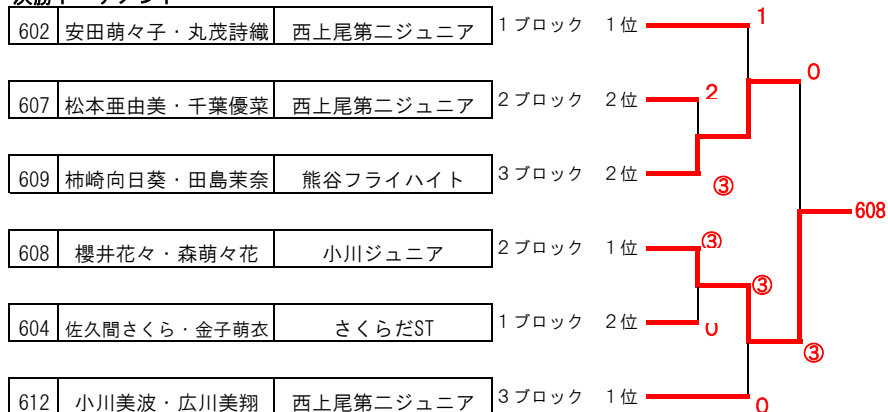 602 安田萌々子・丸茂詩織 西上尾第二ジュニア 1ブロック 1位 1
0
607 松本亜由美・千葉優菜 西上尾第二ジュニア 2ブロック 2位 2
609 柿崎向日葵・田島茉奈 熊谷フライハイト 3ブロック 2位 ③
608
608 櫻井花々・森萌々花 小川ジュニア 2ブロック 1位 ③
③
604 佐久間さくら・金子萌衣 さくらだST 1ブロック 2位 0
③
612 小川美波・広川美翔 西上尾第二ジュニア 3ブロック 1位 0